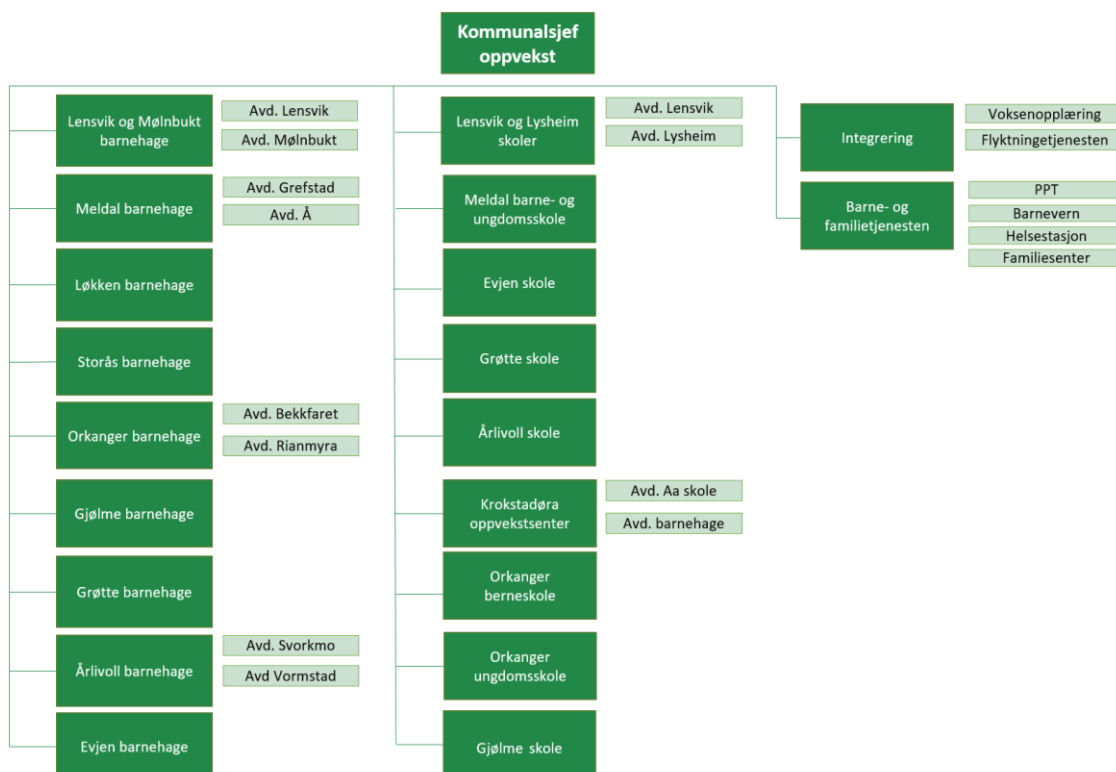 Kommunalsjef
oppvekst
Lensvik og Mølnbukt
barnehage
Avd. Lensvik
Avd. Mølnbukt
Meldal barnehage
Avd. Grefstad
Avd. Å
Løkken barnehage
Storås barnehage
Orkanger barnehage
Avd. Bekkfaret
Avd. Rianmyra
Gjølme barnehage
Grøtte barnehage
Årlivoll barnehage
Avd. Svorkmo
Avd Vormstad
Evjen barnehage
Lensvik og Lysheim
skoler
Avd. Lensvik
Avd. Lysheim
Meldal barne- og
ungdomsskole
Evjen skole
Grøtte skole
Årlivoll skole
Krokstadøra
oppvekstsenter
Avd. Aa skole
Avd. barnehage
Orkanger
berneskole
Orkanger
ungdomsskole
Gjølme skole
Integrering
Voksenopplæring
Flyktningetjenesten
Barne- og
familietjenesten
PPT
Barnevern
Helsestasjon
Familiesenter